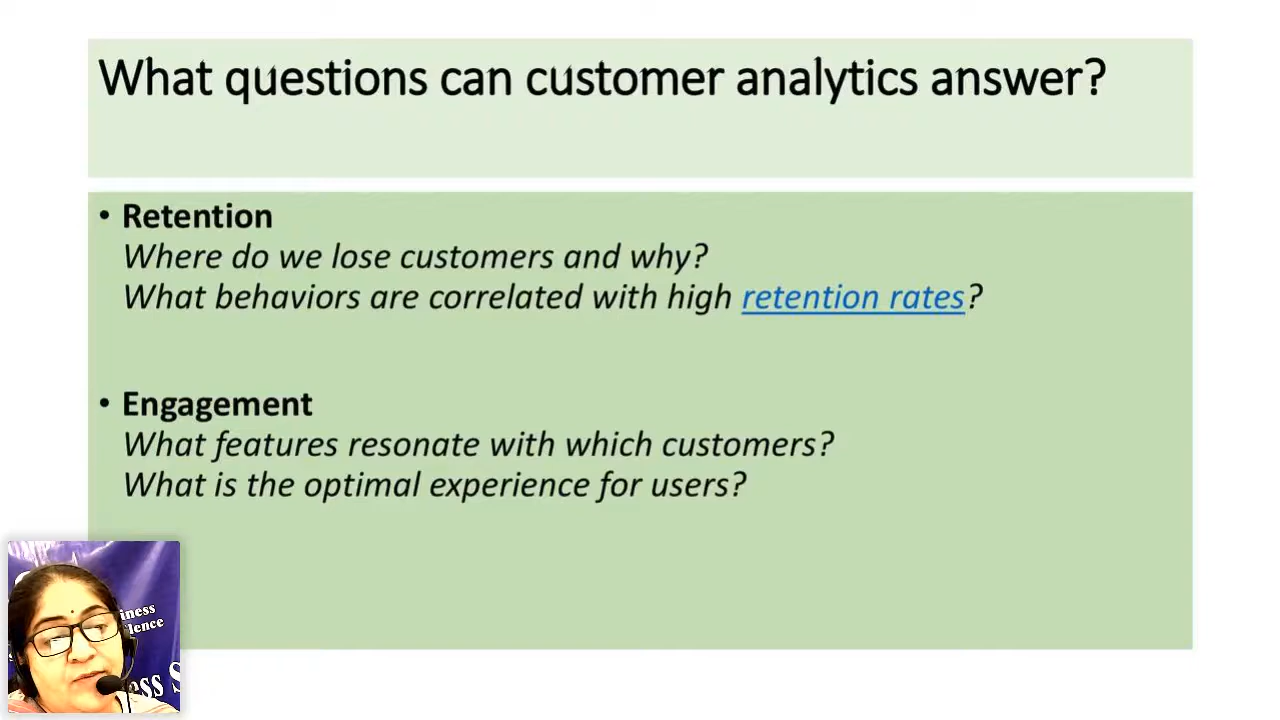 What questions can customer analytics answer?
• Retention
Where do we lose customers and why?
What behaviors are correlated with high retention rates?
• Engagement
What features resonate with which customers?
What is the optimal experience for users?